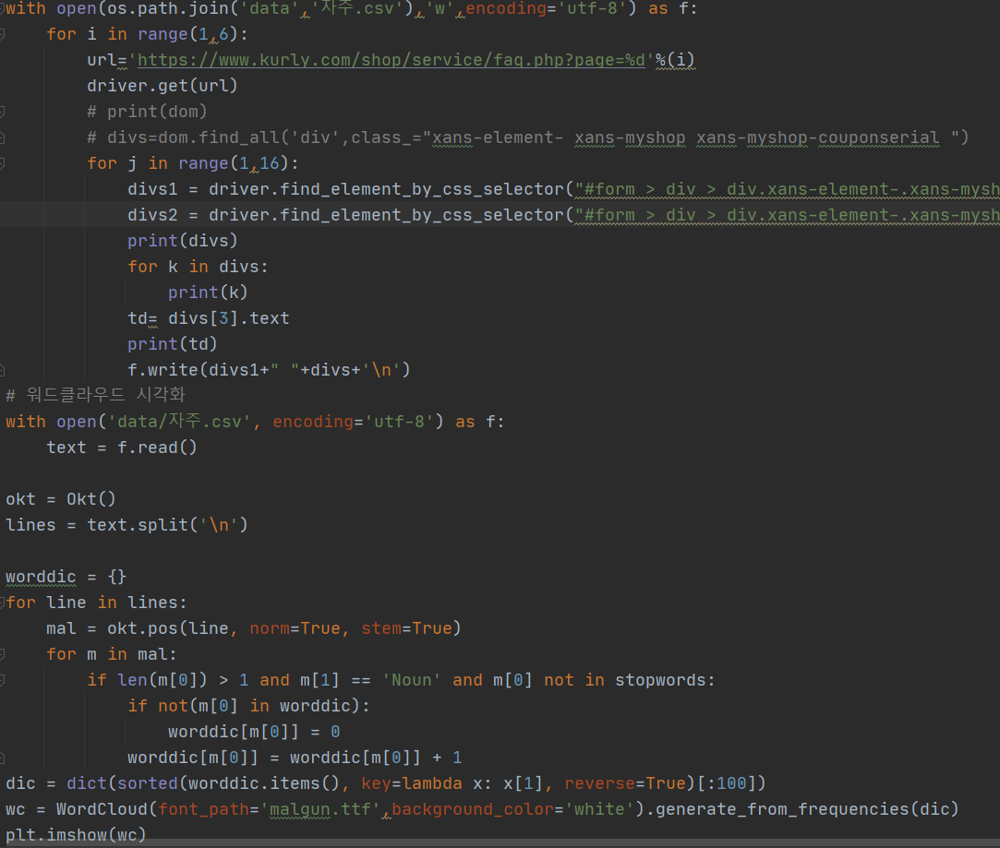 with open(os.path.join('data','자주.csv'),'w',encoding='utf-8') as f:
    for i in range(1,6):
        url='https://www.kurly.com/shop/service/faq.php?page=%d'%(i)
        driver.get(url)
        # print(dom)
        # divs=dom.find_all('div',class_="xans-element- xans-myshop xans-myshop-couponserial ")
        for j in range(1,16):
            divs1 = driver.find_element_by_css_selector("#form > div > div.xans-element-.xans-mysh
            divs2 = driver.find_element_by_css_selector("#form > div > div.xans-element-.xans-mysh
            print(divs)
            for k in divs:
                print(k)
            td= divs[3].text
            print(td)
            f.write(divs1+" "+divs+'\n')
# 워드클라우드 시각화
with open('data/자주.csv', encoding='utf-8') as f:
    text = f.read()
okt = Okt()
lines = text.split('\n')
worddic = {}
for line in lines:
    mal = okt.pos(line, norm=True, stem=True)
    for m in mal:
        if len(m[0]) > 1 and m[1] == 'Noun' and m[0] not in stopwords:
            if not(m[0] in worddic):
                worddic[m[0]] = 0
            worddic[m[0]] = worddic[m[0]] + 1
dic = dict(sorted(worddic.items(), key=lambda x: x[1], reverse=True)[:100])
wc = WordCloud(font_path='malgun.ttf',background_color='white').generate_from_frequencies(dic)
plt.imshow(wc)